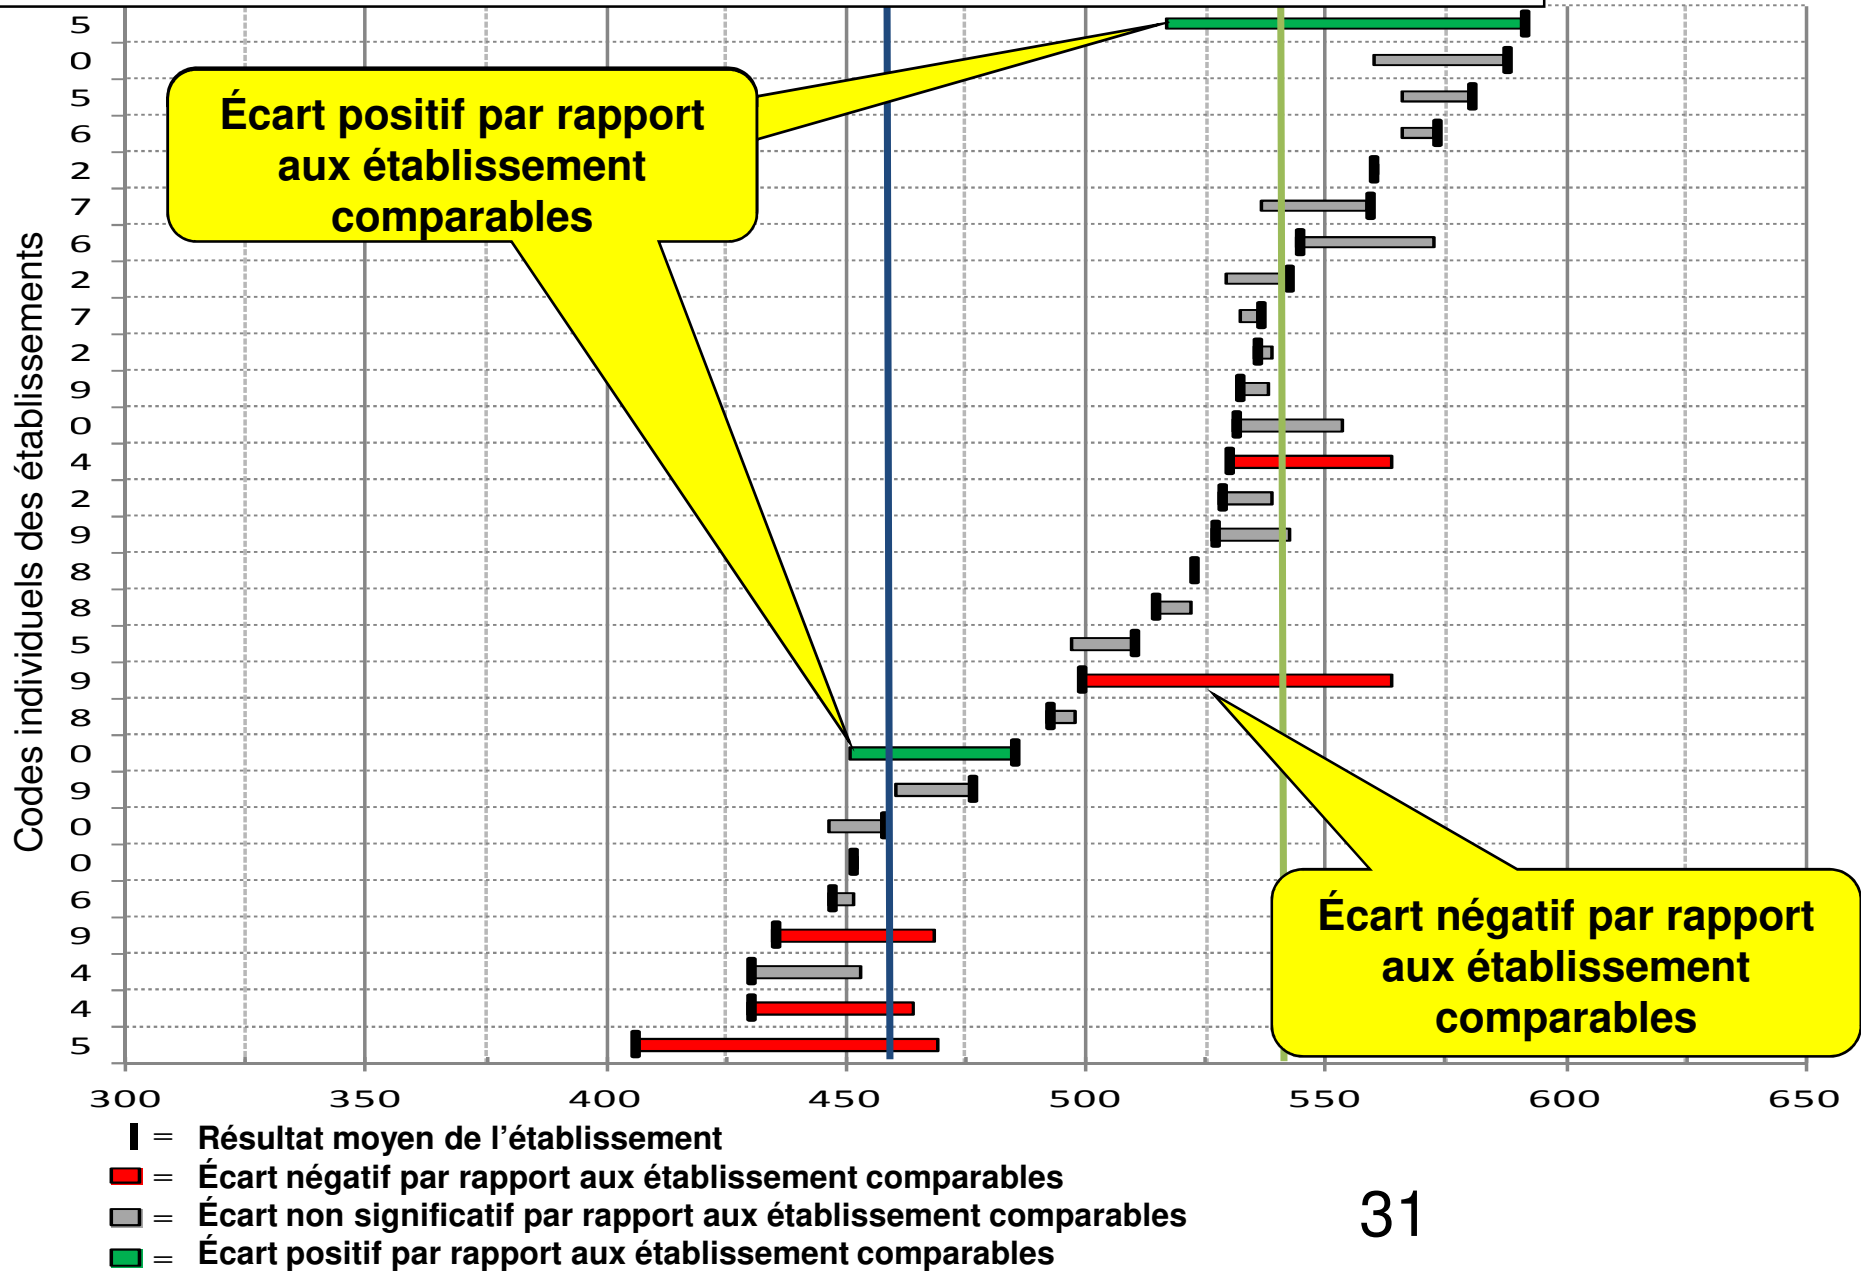 5
0
5
6
2
7
6
2
7
2
9
0
4
2
9
8
8
5
9
8
0
9
0
0
6
9
4
4
5
Codes individuels des établissements
Écart positif par rapport
aux établissement
comparables
Écart négatif par rapport
aux établissement
comparables
300 350 400 450 500 550 600 650
= Résultat moyen de l'établissement
= Écart négatif par rapport aux établissement comparables
= Écart non significatif par rapport aux établissement comparables
= Écart positif par rapport aux établissement comparables
31